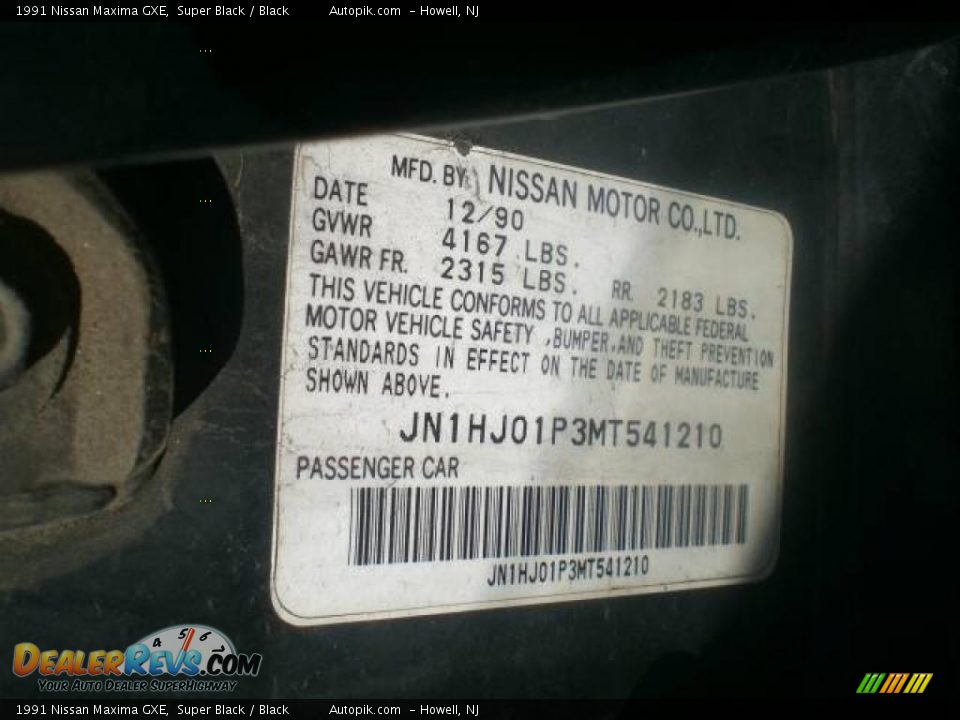 1991 Nissan Maxima GXE, Super Black / Black Autopik.com - Howell, NJ
MFD. BY: NISSAN MOTOR CO.,LTD.
DATE 12/90
GVWR 4167 LBS.
GAWR FR. 2315 LBS. RR. 2183 LBS.
THIS VEHICLE CONFORMS TO ALL APPLICABLE FEDERAL
MOTOR VEHICLE SAFETY ,BUMPER,AND THEFT PREVENTION
STANDARDS IN EFFECT ON THE DATE OF MANUFACTURE
SHOWN ABOVE.
JN1HJ01P3MT541210
PASSENGER CAR
JN1HJ01P3MT541210
4 5 6
DEALERREVS.COM
YOUR AUTO DEALER SUPERHIGHWAY
1991 Nissan Maxima GXE, Super Black / Black Autopik.com - Howell, NJ